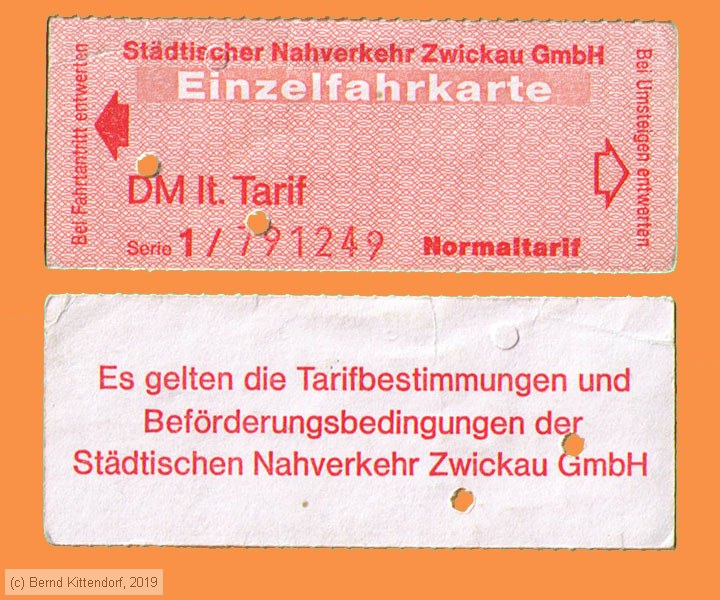 Städtischer Nahverkehr Zwickau GmbH
Einzelfahrkarte
Bei Fahrtantritt entwerten
Bei Umsteigen entwerten
DM lt. Tarif
Serie 1 / 791249 Normaltarif
Es gelten die Tarifbestimmungen und
Beförderungsbedingungen der
Städtischen Nahverkehr Zwickau GmbH
(c) Bernd Kittendorf, 2019